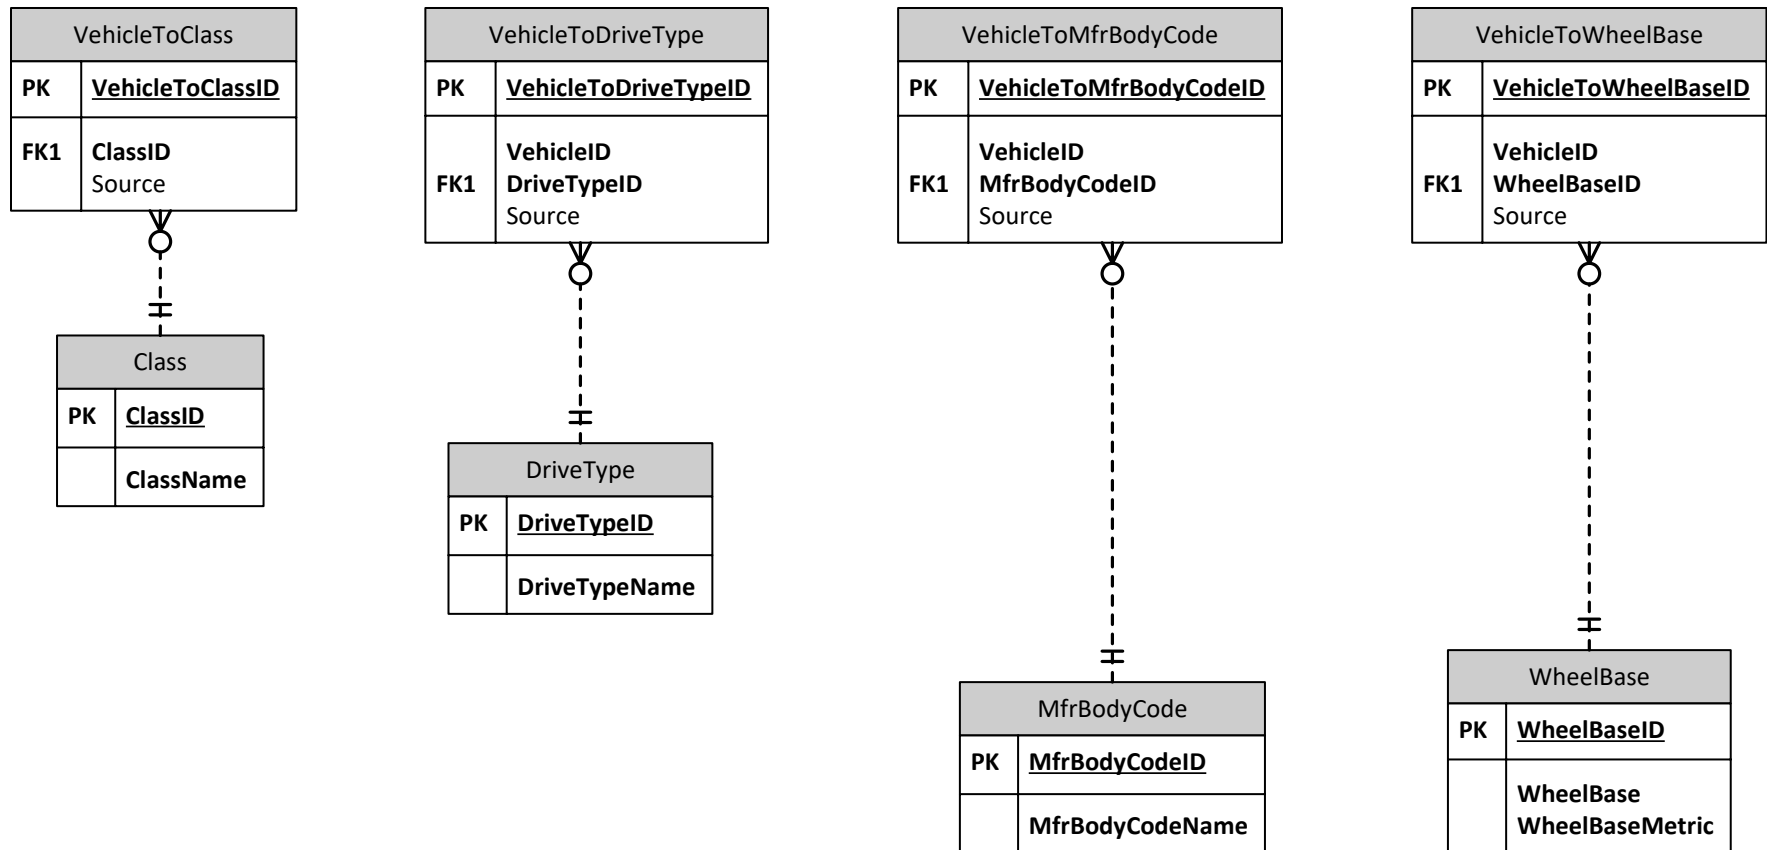 VehicleToClass
PK VehicleToClassID
FK1 ClassID
Source
Class
PK ClassID
ClassName
VehicleToDriveType
PK VehicleToDriveTypeID
VehicleID
FK1 DriveTypeID
Source
DriveType
PK DriveTypeID
DriveTypeName
VehicleToMfrBodyCode
PK VehicleToMfrBodyCodeID
VehicleID
FK1 MfrBodyCodeID
Source
MfrBodyCode
PK MfrBodyCodeID
MfrBodyCodeName
VehicleToWheelBase
PK VehicleToWheelBaseID
VehicleID
FK1 WheelBaseID
Source
WheelBase
PK WheelBaseID
WheelBase
WheelBaseMetric